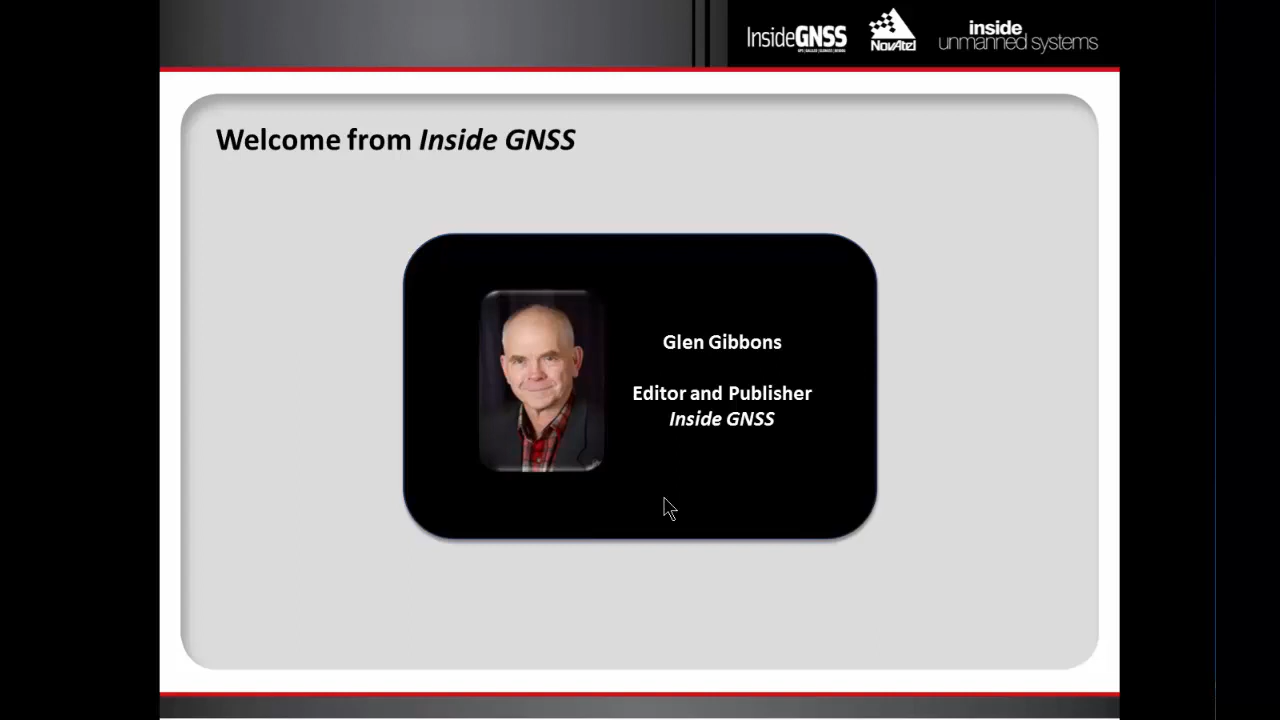 InsideGNSS
NovAtel
inside
unmanned systems
Welcome from Inside GNSS
Glen Gibbons
Editor and Publisher
Inside GNSS